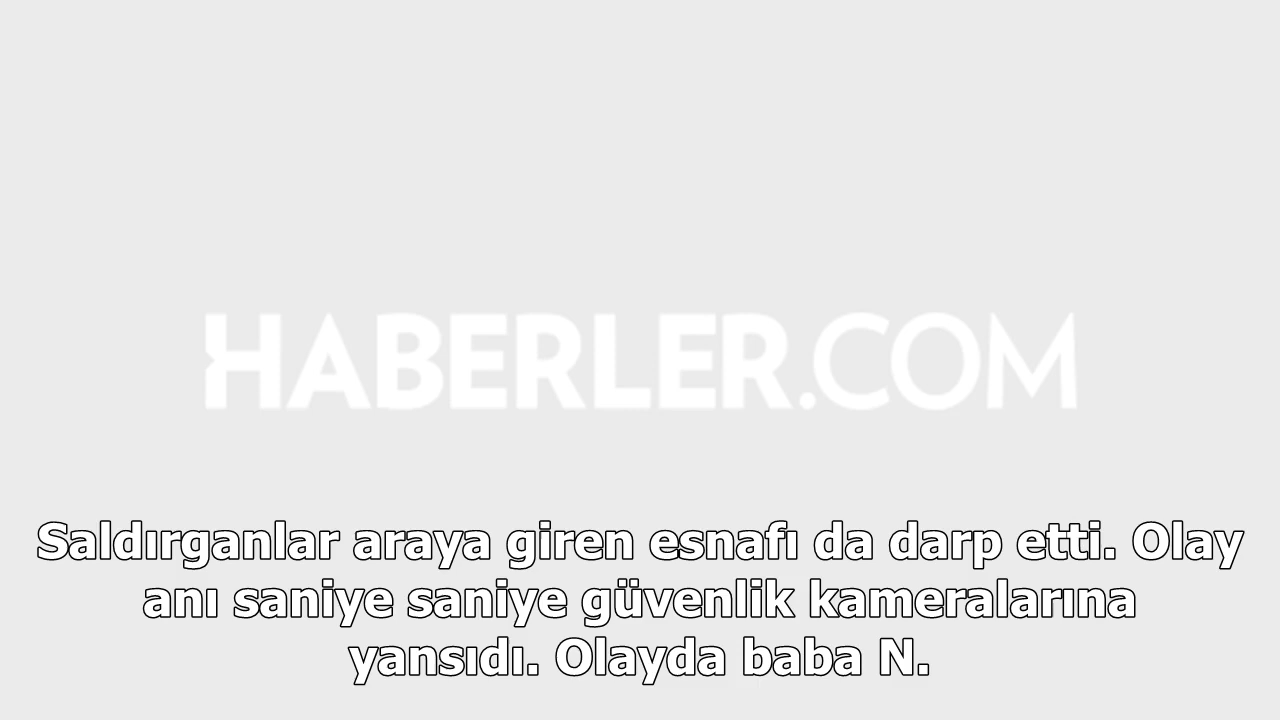 HABERLER.COM
Saldırganlar araya giren esnafı da darp etti. Olay
anı saniye saniye güvenlik kameralarına
yansıdı. Olayda baba N.